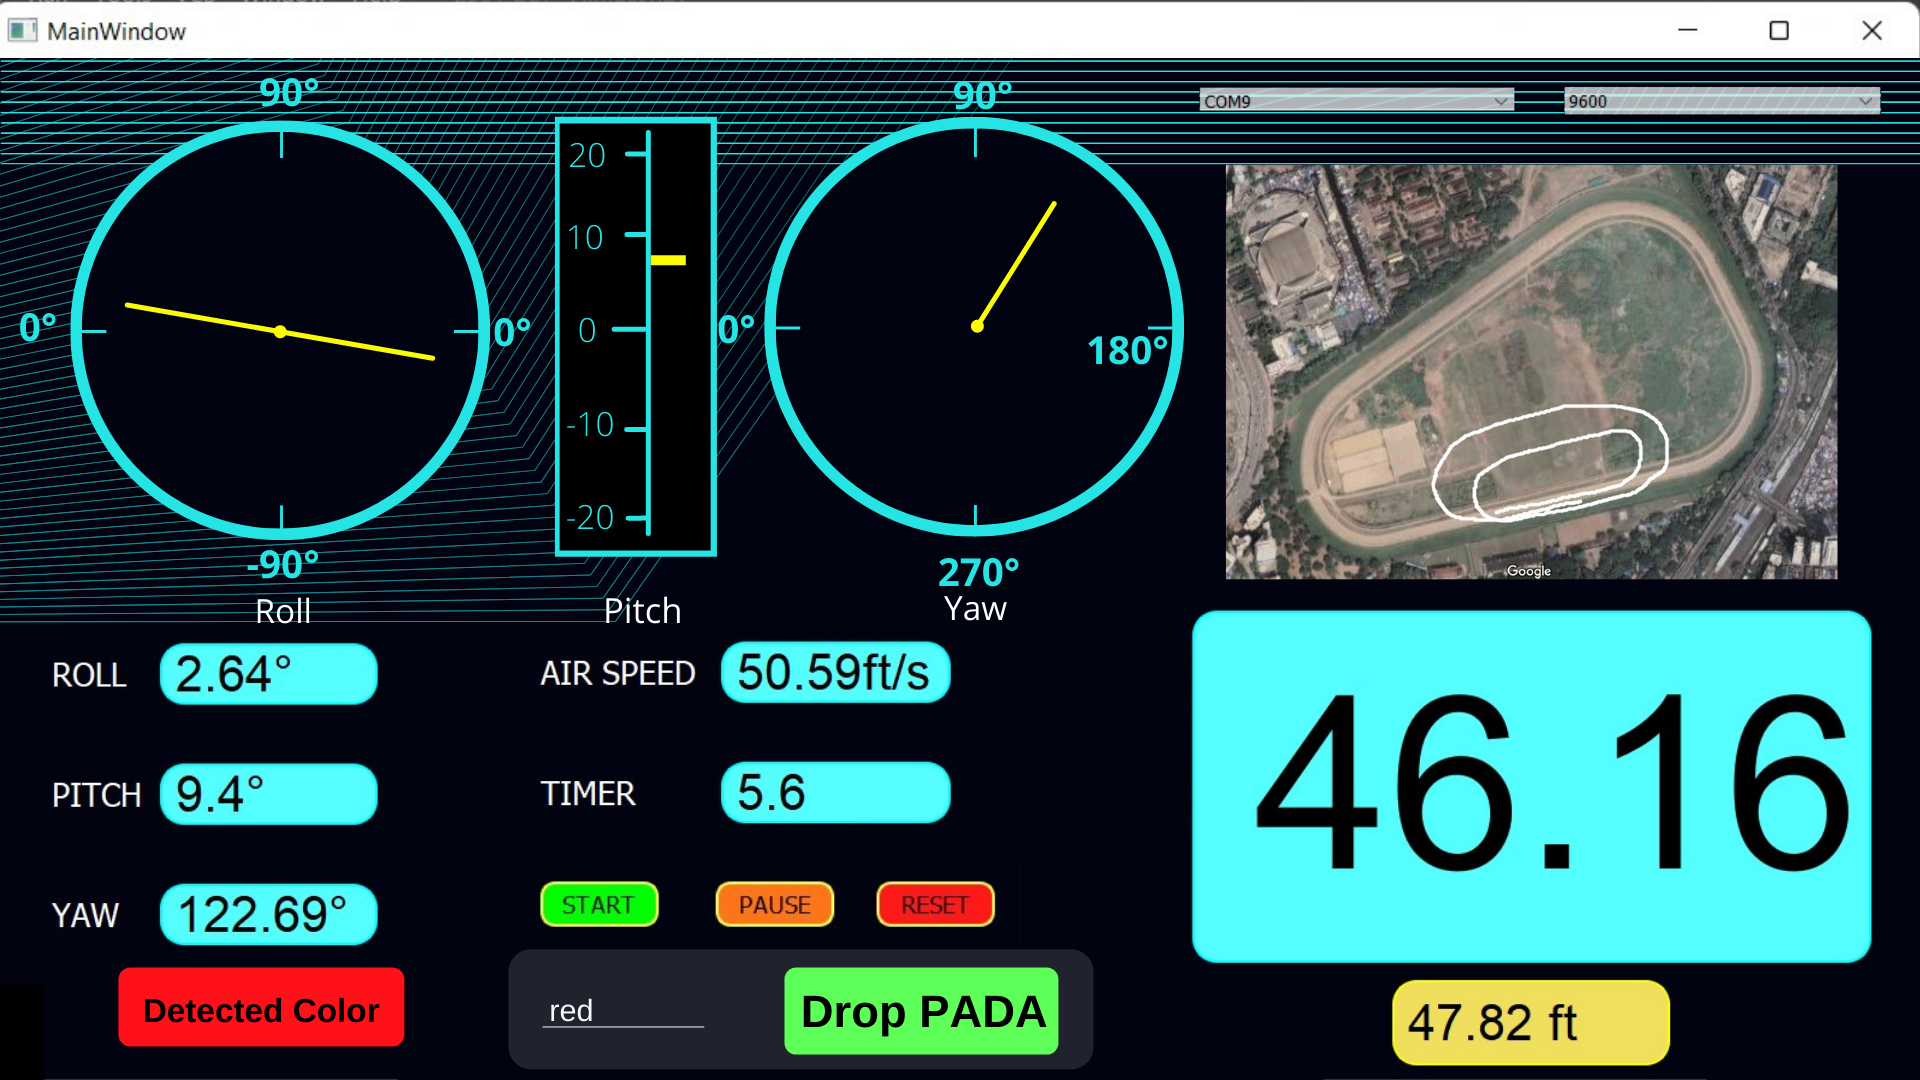 MainWindow
90°
90°
COM9
9600
20
10
0
-10
-20
0°
0°
0°
180°
-90°
270°
Google
Roll
Pitch
Yaw
ROLL
2.64°
AIR SPEED
50.59ft/s
46.16
PITCH
9.4°
TIMER
5.6
YAW
122.69°
START
PAUSE
RESET
Detected Color
red
Drop PADA
47.82 ft